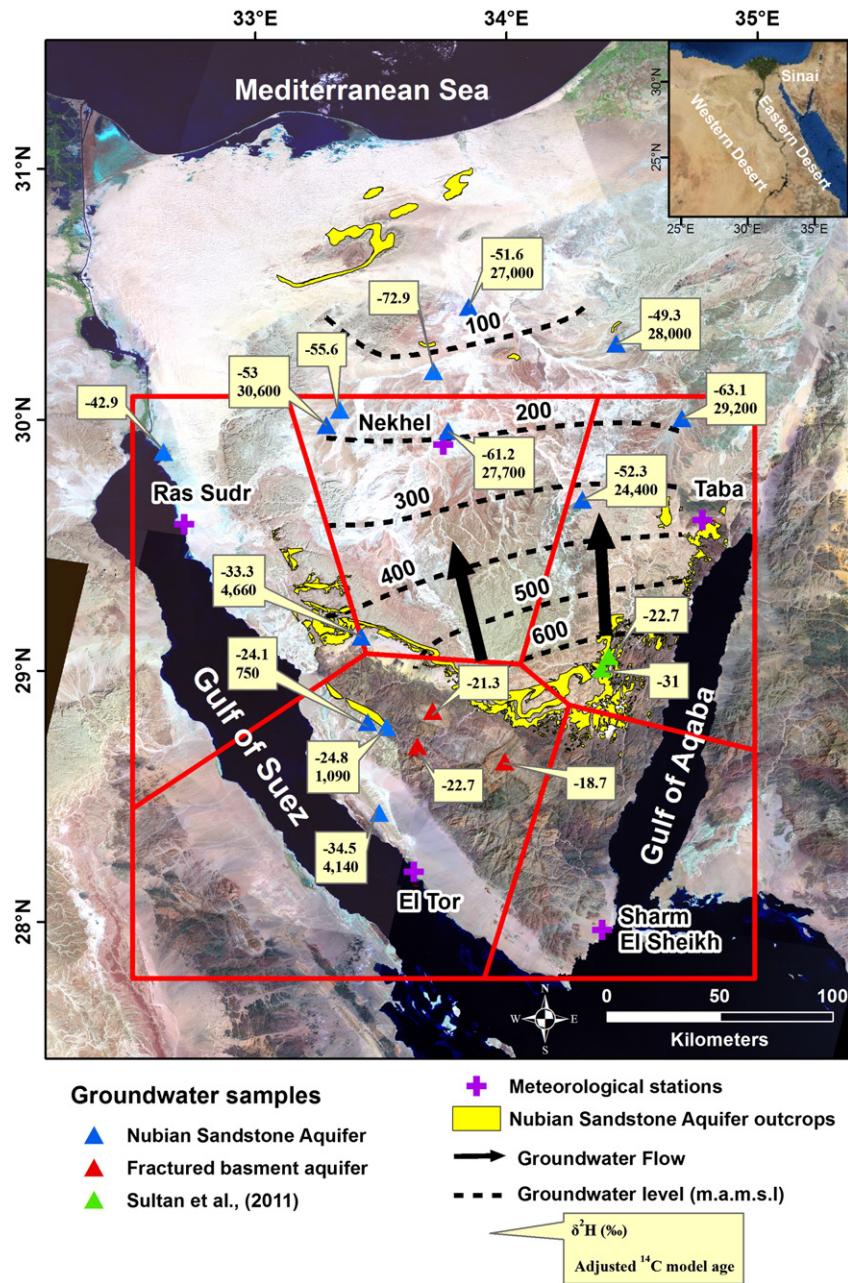 33°E
34°E
35°E
Mediterranean Sea
30°N
25°N
Sinai
Western Desert
Eastern Desert
25°E
30°E
35°E
31°N
30°N
29°N
28°N
-51.6
27,000
-72.9
100
-49.3
28,000
-55.6
-53
30,600
-42.9
200
-63.1
29,200
Nekhel
-61.2
27,700
-52.3
24,400
Ras Sudr
300
Taba
400
-33.3
4,660
500
-22.7
600
-24.1
750
-21.3
-31
Gulf of Suez
Gulf of Aqaba
-24.8
1,090
-22.7
-18.7
-34.5
4,140
El Tor
Sharm
El Sheikh
N
W E
S
0 50 100
Kilometers
Groundwater samples
Nubian Sandstone Aquifer
Fractured basment aquifer
Sultan et al., (2011)
Meteorological stations
Nubian Sandstone Aquifer outcrops
Groundwater Flow
Groundwater level (m.a.m.s.l)
δ²H (‰)
Adjusted ¹⁴C model age